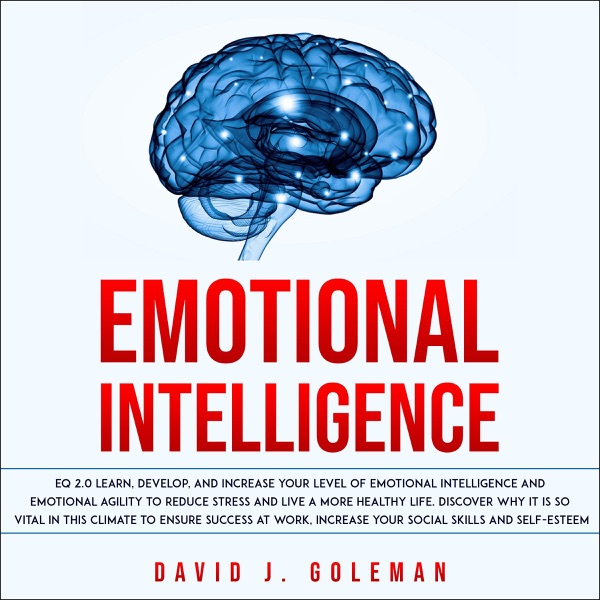 EMOTIONAL
INTELLIGENCE
EQ 2.0 LEARN, DEVELOP, AND INCREASE YOUR LEVEL OF EMOTIONAL INTELLIGENCE AND
EMOTIONAL AGILITY TO REDUCE STRESS AND LIVE A MORE HEALTHY LIFE. DISCOVER WHY IT IS SO
VITAL IN THIS CLIMATE TO ENSURE SUCCESS AT WORK, INCREASE YOUR SOCIAL SKILLS AND SELF-ESTEEM
DAVID J. GOLEMAN